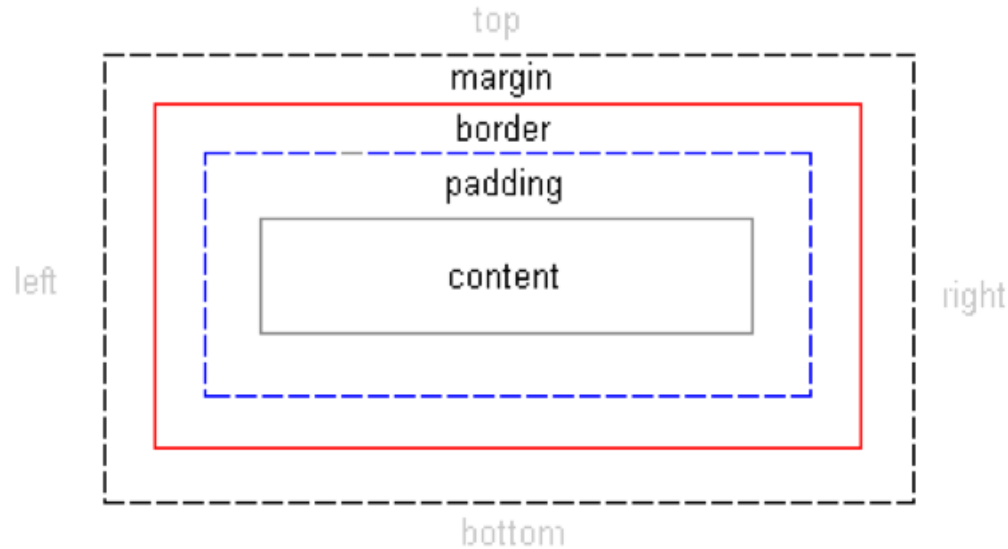 top
margin
border
padding
content
left
right
bottom